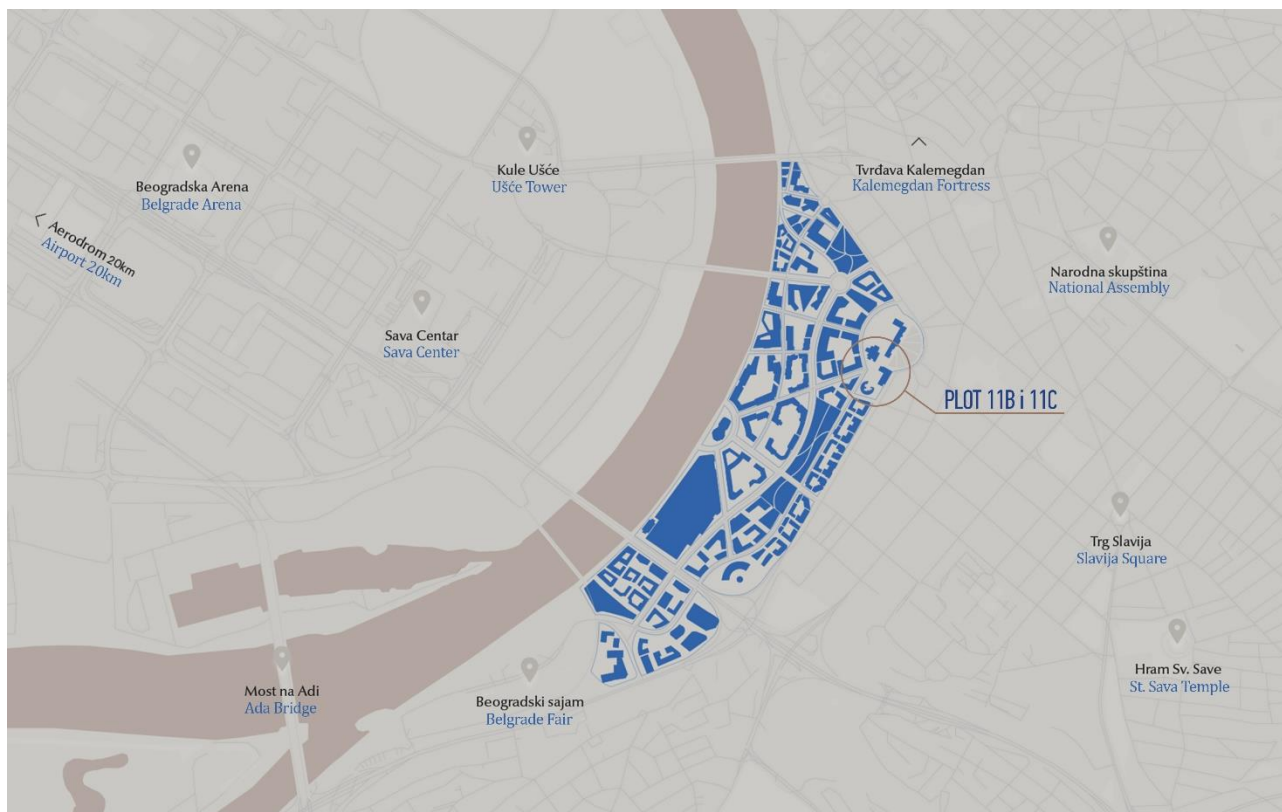 Kule Ušće
Ušće Tower
Tvrđava Kalemegdan
Kalemegdan Fortress
Beogradska Arena
Belgrade Arena
Aerodrom 20km
Airport 20km
Narodna skupština
National Assembly
Sava Centar
Sava Center
PLOT 11B i 11C
Trg Slavija
Slavija Square
Hram Sv. Save
St. Sava Temple
Most na Adi
Ada Bridge
Beogradski sajam
Belgrade Fair